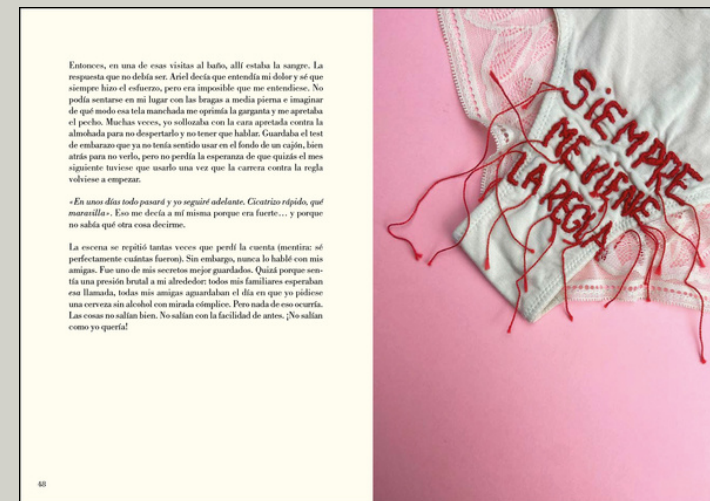 Entonces, en una de esas visitas al baño, allí estaba la sangre. La
respuesta que no debía ser. Ariel decía que entendía mi dolor y sé que
siempre hizo el esfuerzo, pero era imposible que me entendiese. No
podía sentarse en mi lugar con las bragas a media pierna e imaginar
de qué modo esa tela manchada me oprimía la garganta y me apretaba
el pecho. Muchas veces, yo sollozaba con la cara apretada contra la
almohada para no despertarlo y no tener que hablar. Guardaba el test
de embarazo que ya no tenía sentido usar en el fondo de un cajón, bien
atrás para no verlo, pero no perdía la esperanza de que quizás el mes
siguiente tuviese que usarlo una vez que la carrera contra la regla
volviese a empezar.
«En unos días todo pasará y yo seguiré adelante. Cicatrizo rápido, qué
maravilla». Eso me decía a mí misma porque era fuerte… y porque
no sabía qué otra cosa decirme.
La escena se repitió tantas veces que perdí la cuenta (mentira: sé
perfectamente cuántas fueron). Sin embargo, nunca lo hablé con mis
amigas. Fue uno de mis secretos mejor guardados. Quizá porque sen-
tía una presión brutal a mi alrededor: todos mis familiares esperaban
esa llamada, todas mis amigas aguardaban el día en que yo pidiese
una cerveza sin alcohol con mirada cómplice. Pero nada de eso ocurría.
Las cosas no salían bien. No salían con la facilidad de antes. ¡No salían
como yo quería!
48
SiEMPRE
ME ViENE
LA REGLA